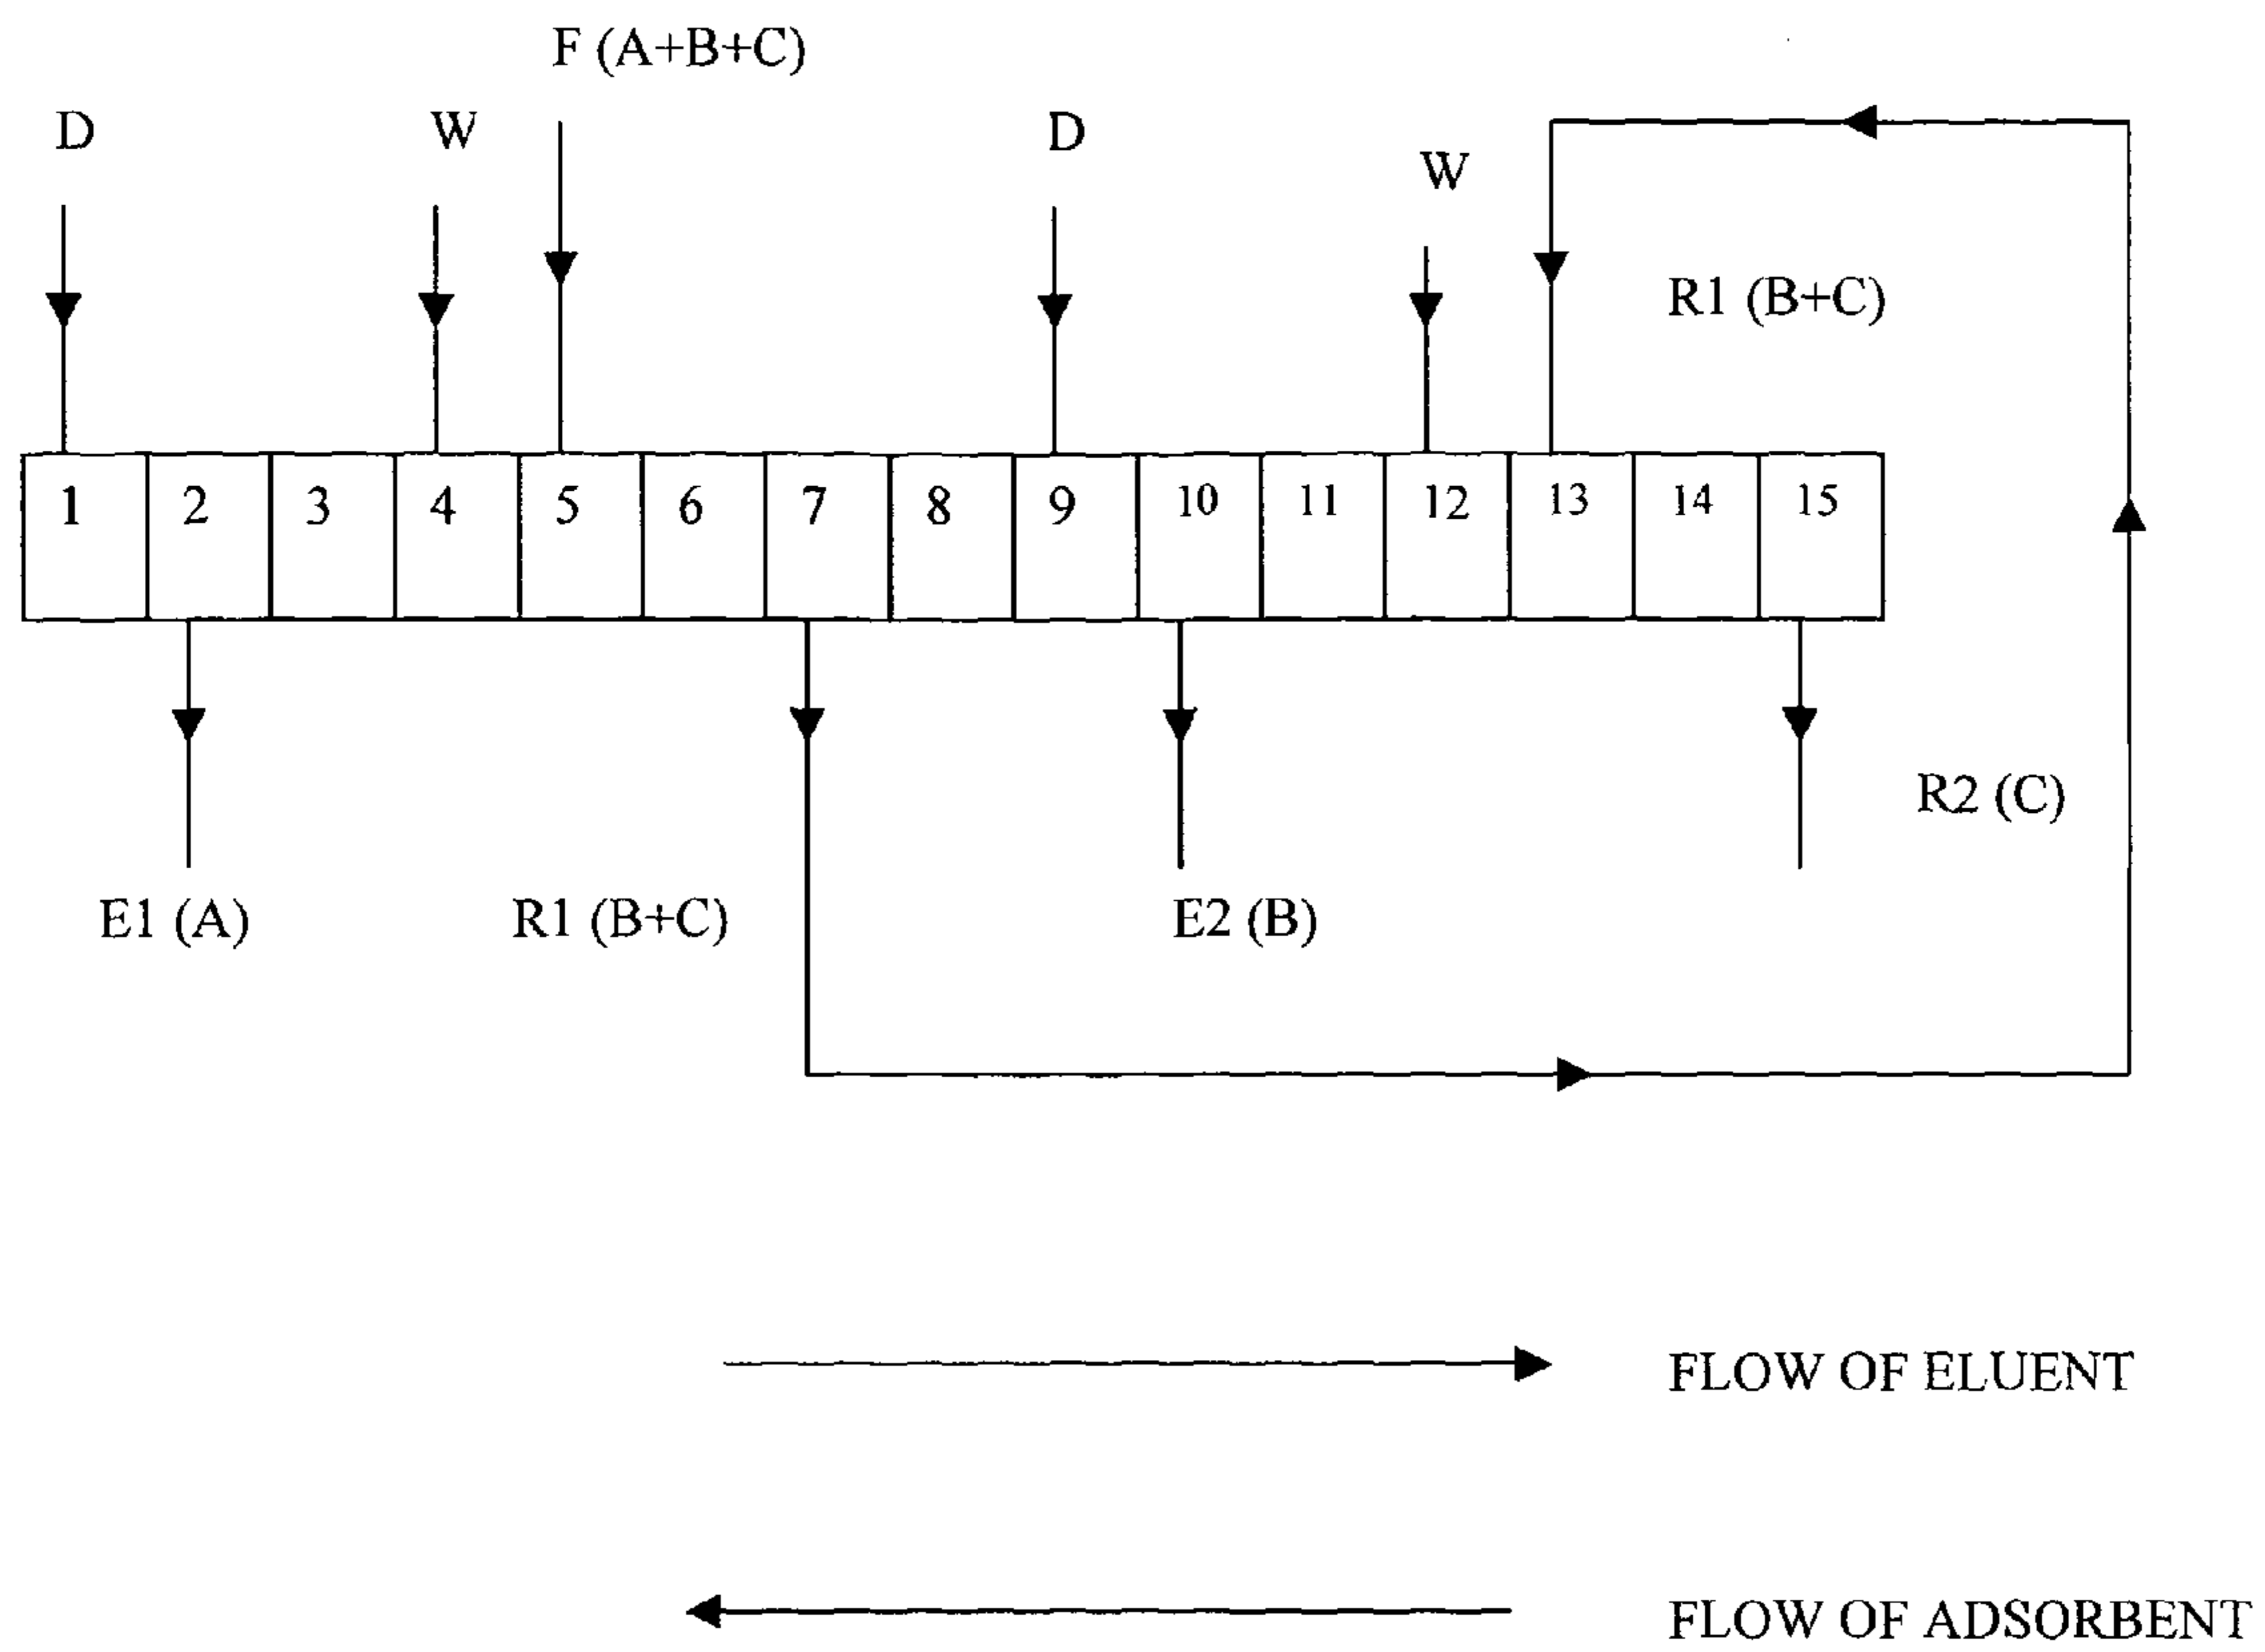 F (A+B+C)
D W D W
R1 (B+C)
1 2 3 4 5 6 7 8 9 10 11 12 13 14 15
R2 (C)
E1 (A) R1 (B+C) E2 (B)
FLOW OF ELUENT
FLOW OF ADSORBENT